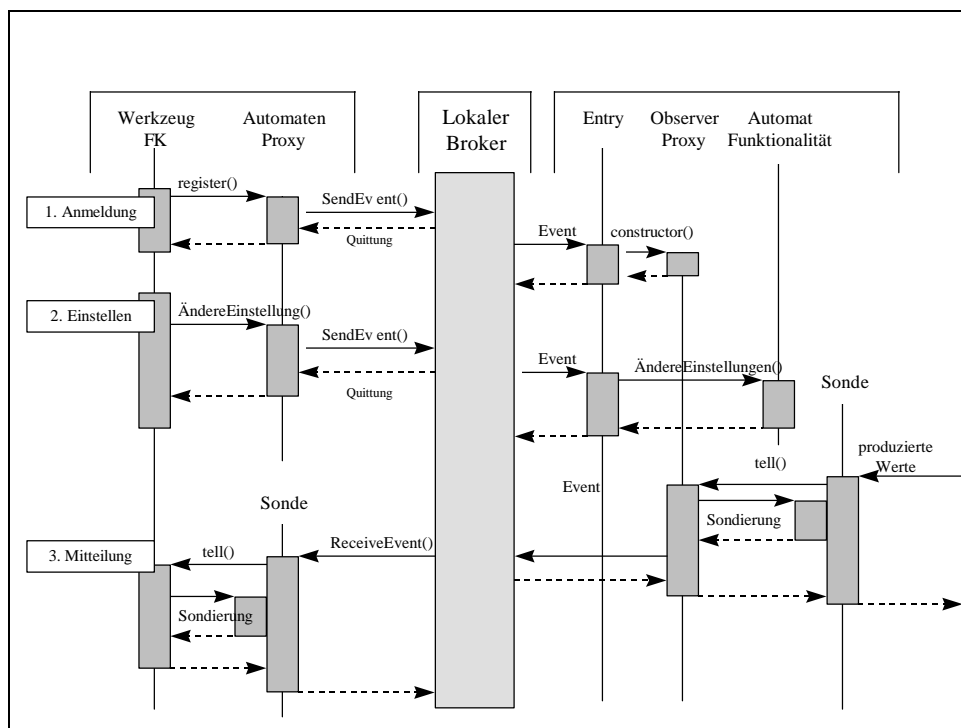 Werkzeug
FK
Automaten
Proxy
Lokaler
Broker
Entry
Observer
Proxy
Automat
Funktionalität
register()
1. Anmeldung
SendEv ent()
Quittung
Event
constructor()
2. Einstellen
ÄndereEinstellung()
SendEv ent()
Quittung
Event
ÄndereEinstellungen()
Sonde
produzierte
Werte
tell()
Event
Sondierung
Sonde
3. Mitteilung
tell()
ReceiveEvent()
Sondierung